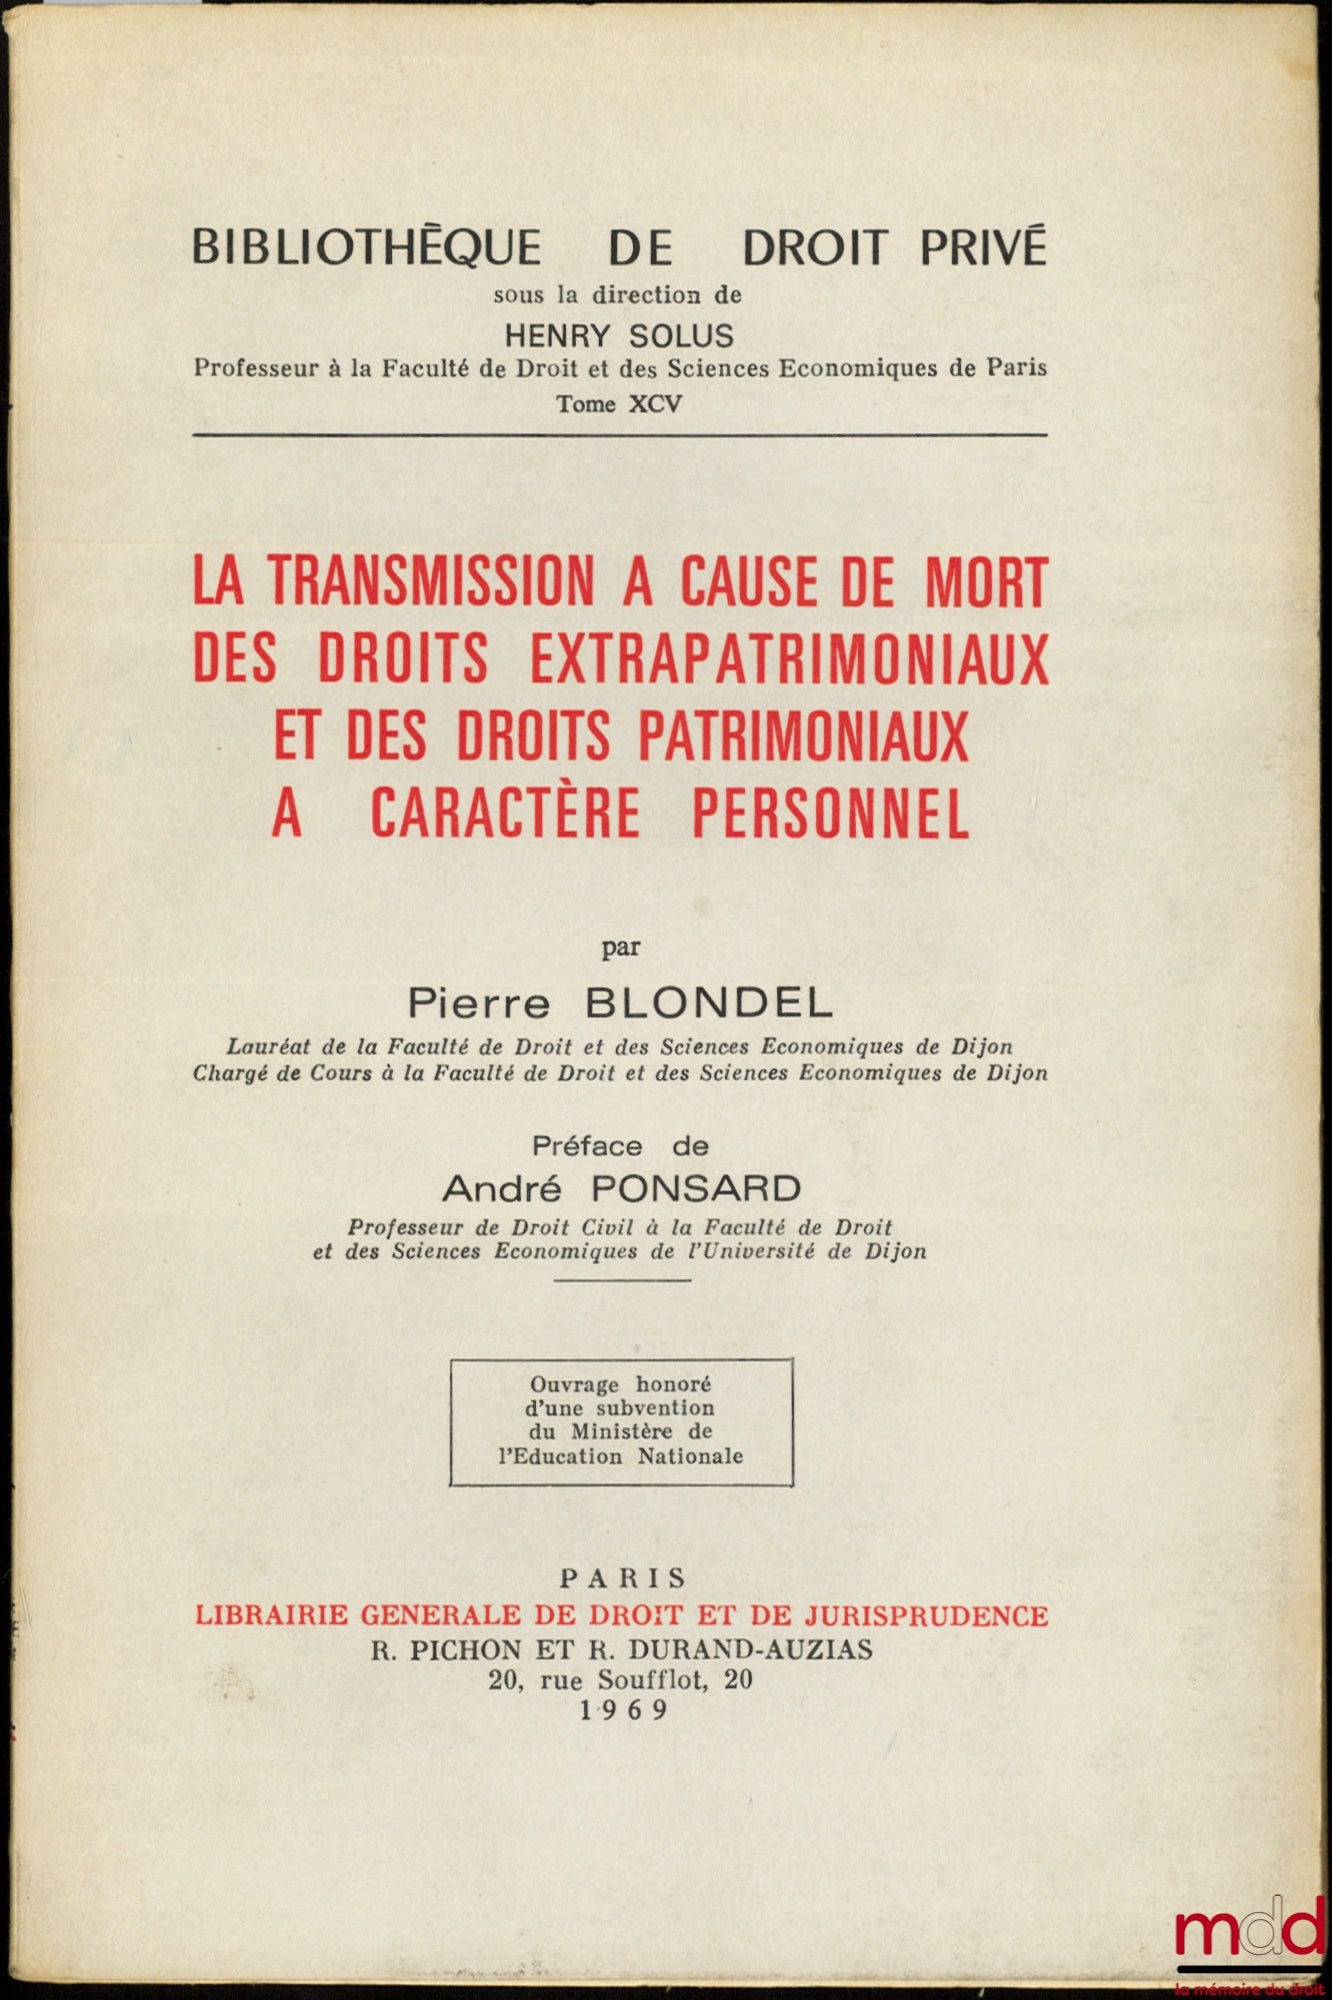 BIBLIOTHÈQUE DE DROIT PRIVÉ
sous la direction de
HENRY SOLUS
Professeur à la Faculté de Droit et des Sciences Economiques de Paris
Tome XCV
LA TRANSMISSION A CAUSE DE MORT
DES DROITS EXTRAPATRIMONIAUX
ET DES DROITS PATRIMONIAUX
A CARACTÈRE PERSONNEL
par
Pierre BLONDEL
Lauréat de la Faculté de Droit et des Sciences Economiques de Dijon
Chargé de Cours à la Faculté de Droit et des Sciences Economiques de Dijon
Préface de
André PONSARD
Professeur de Droit Civil à la Faculté de Droit
et des Sciences Economiques de l'Université de Dijon
Ouvrage honoré
d'une subvention
du Ministère de
l'Education Nationale
PARIS
LIBRAIRIE GENERALE DE DROIT ET DE JURISPRUDENCE
R. PICHON ET R. DURAND-AUZIAS
20, rue Soufflot, 20
1969
mdd
la mémoire du droit